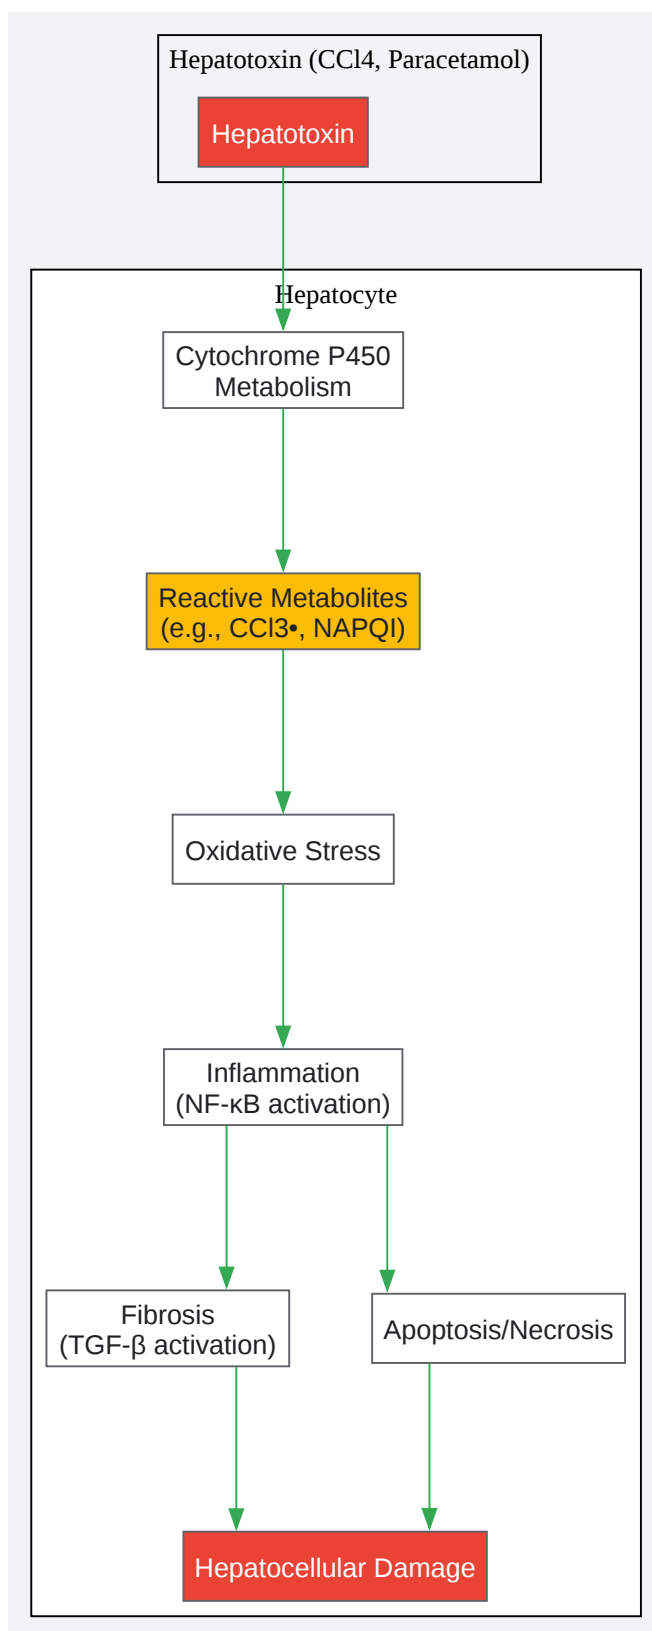 Hepatotoxin (CCl4, Paracetamol)
Hepatotoxin
Hepatocyte
Cytochrome P450
Metabolism
Reactive Metabolites
(e.g., CCl3•, NAPQI)
Oxidative Stress
Inflammation
(NF-κB activation)
Fibrosis
(TGF-β activation)
Apoptosis/Necrosis
Hepatocellular Damage